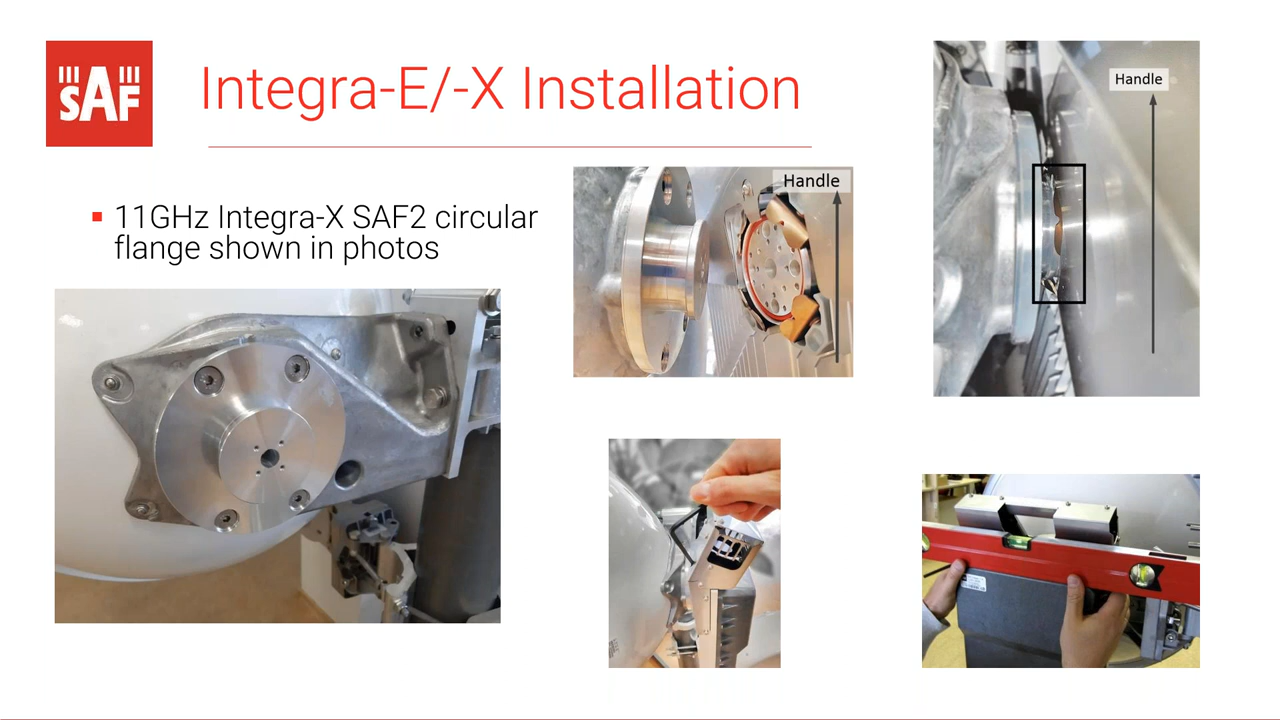 SAF
Integra-E/-X Installation
11GHz Integra-X SAF2 circular
flange shown in photos
Handle
Handle